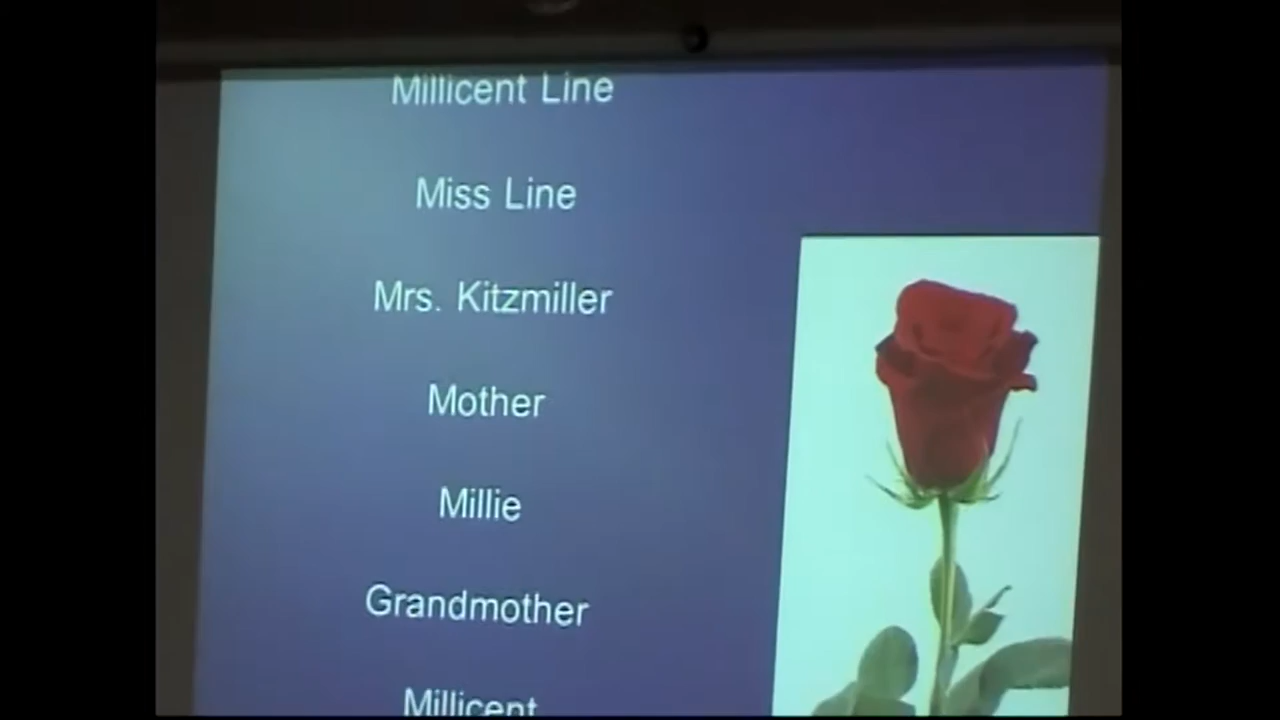 Millicent Line
Miss Line
Mrs. Kitzmiller
Mother
Millie
Grandmother
Millicent